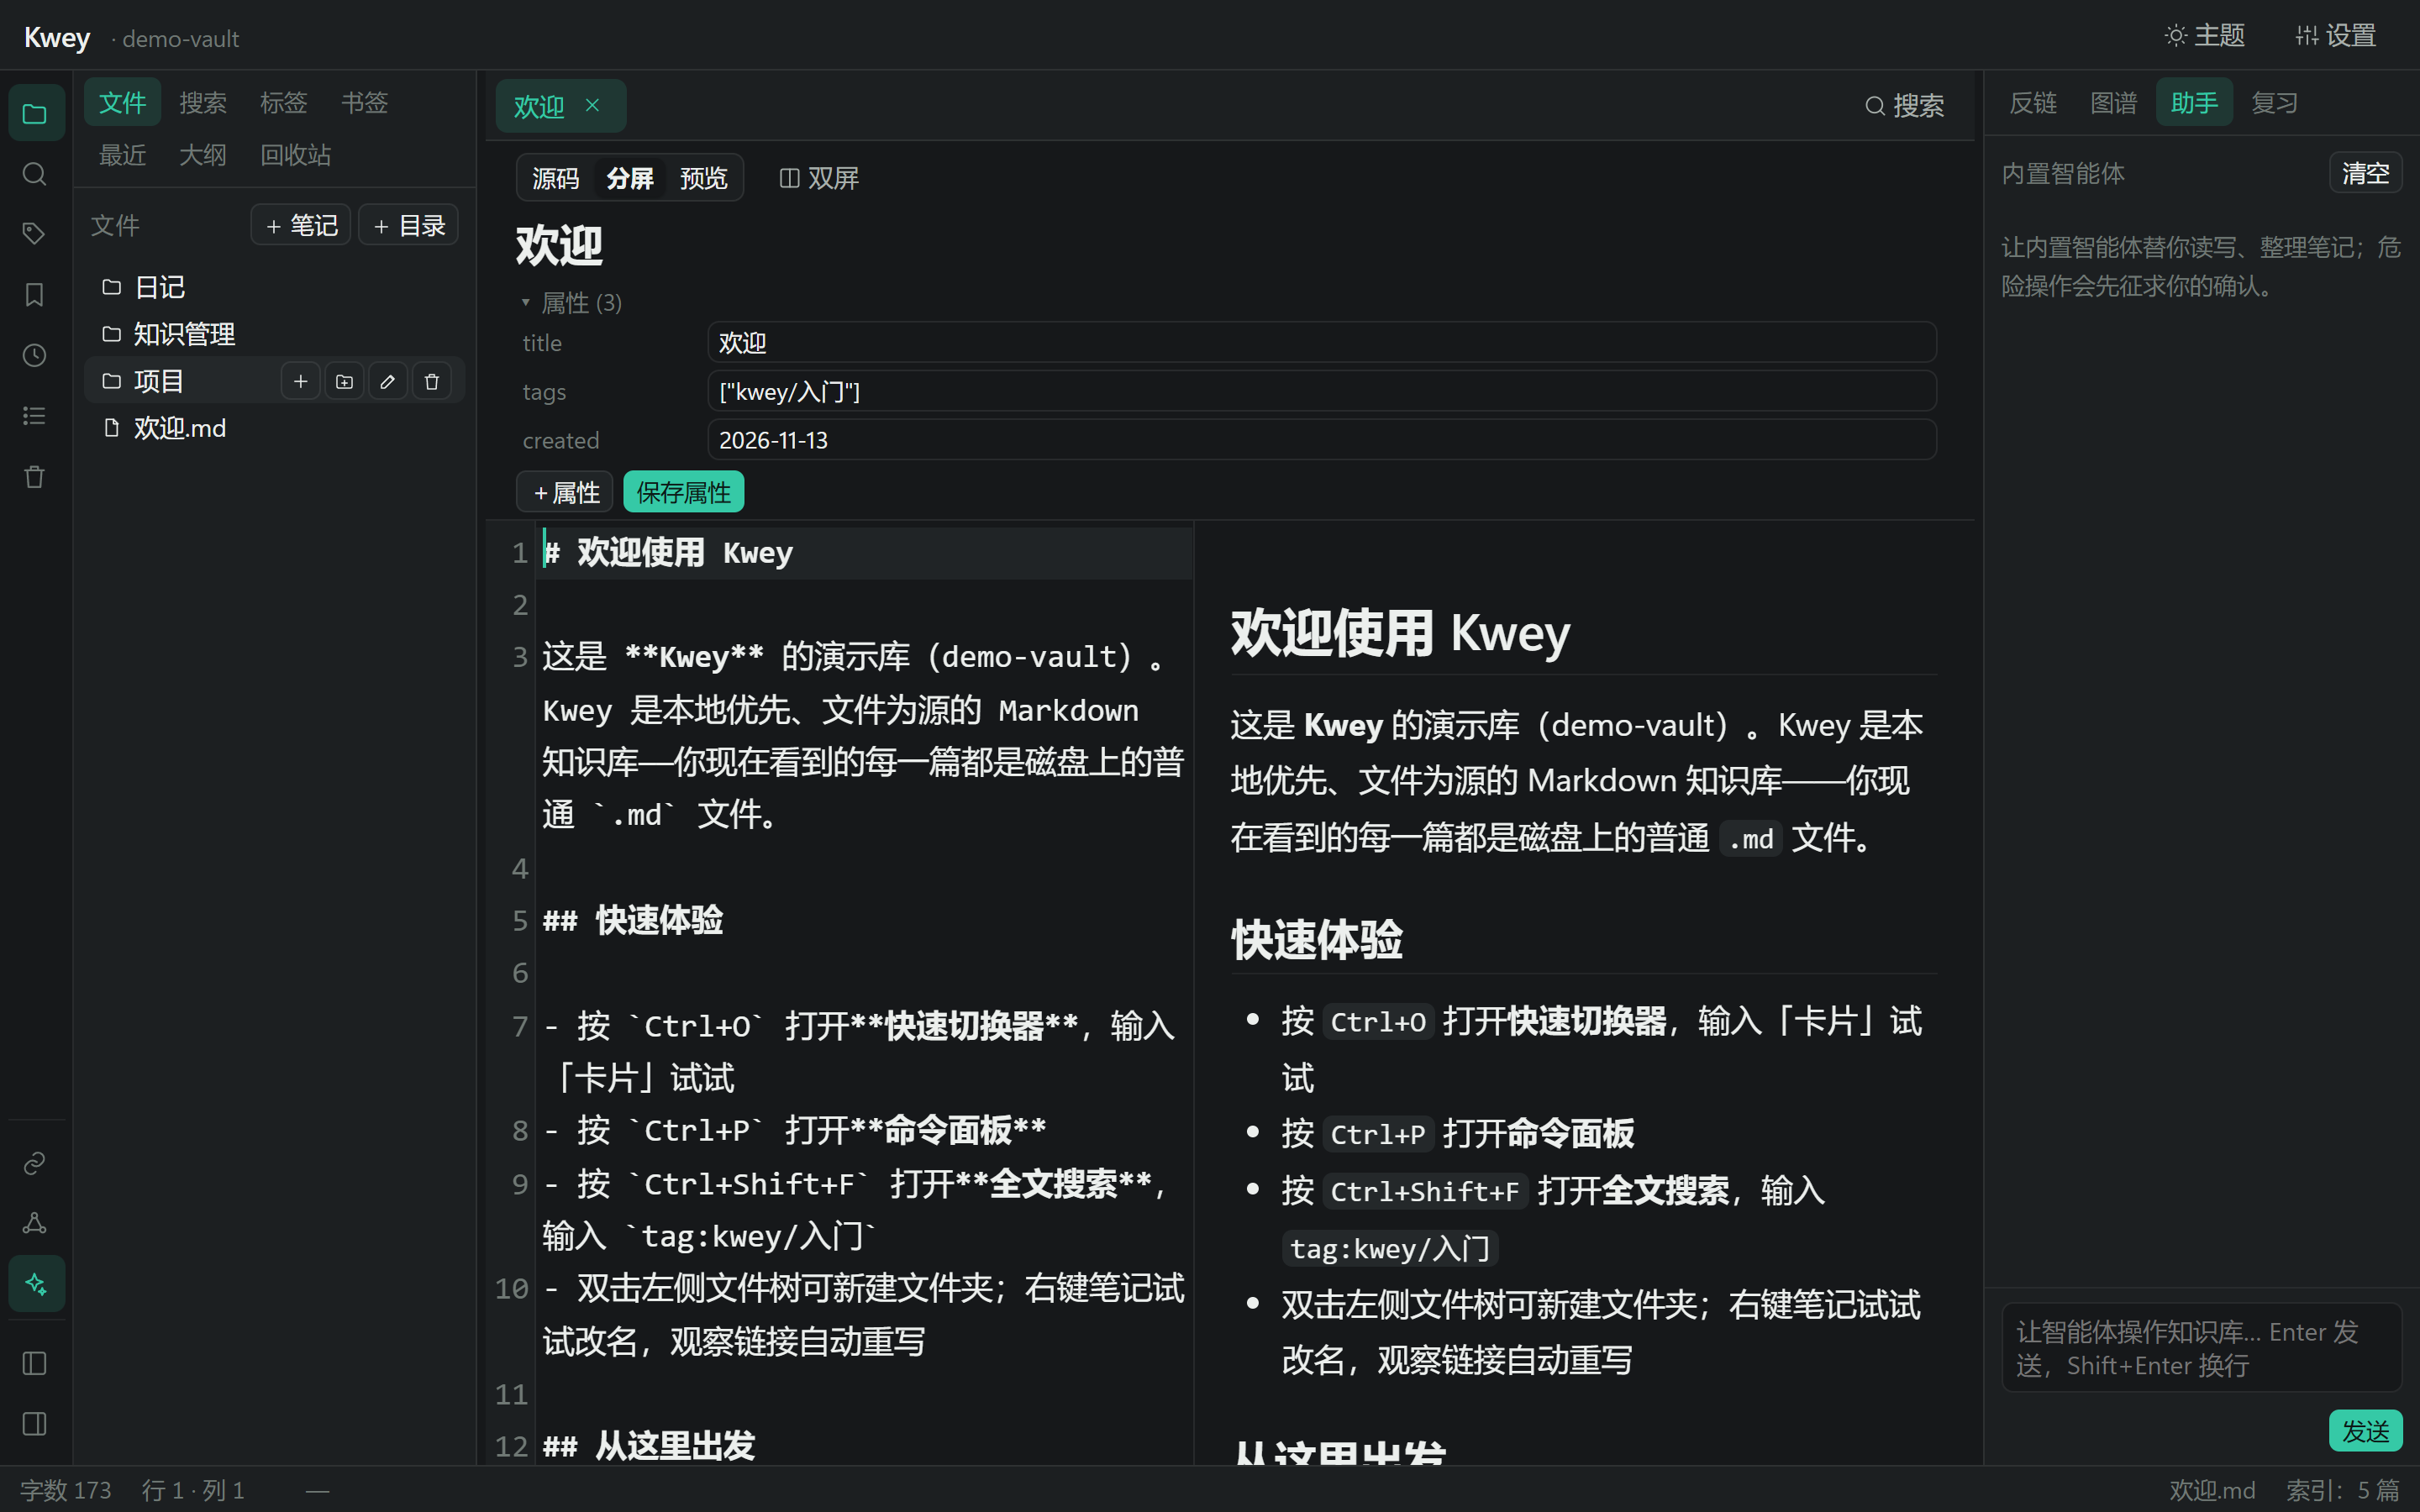 Kwey · demo-vault
主题 设置
文件 搜索 标签 书签
最近 大纲 回收站
文件 + 笔记 + 目录
日记
知识管理
项目
欢迎.md
欢迎 ×
搜索
源码 分屏 预览 双屏
欢迎
属性 (3)
title 欢迎
tags ["kwey/入门"]
created 2026-11-13
+ 属性 保存属性
1 # 欢迎使用 Kwey
2
3 这是 **Kwey** 的演示库（demo-vault）。
Kwey 是本地优先、文件为源的 Markdown
知识库——你现在看到的每一篇都是磁盘上的普
通 `.md` 文件。
4
5 ## 快速体验
6
7 - 按 `Ctrl+O` 打开**快速切换器**，输入
「卡片」试试
8 - 按 `Ctrl+P` 打开**命令面板**
9 - 按 `Ctrl+Shift+F` 打开**全文搜索**，
输入 `tag:kwey/入门`
10 - 双击左侧文件树可新建文件夹；右键笔记试
试改名，观察链接自动重写
11
12 ## 从这里出发
欢迎使用 Kwey
这是 Kwey 的演示库（demo-vault）。Kwey 是本
地优先、文件为源的 Markdown 知识库——你现
在看到的每一篇都是磁盘上的普通 .md 文件。
快速体验
• 按 Ctrl+O 打开快速切换器，输入「卡片」试
试
• 按 Ctrl+P 打开命令面板
• 按 Ctrl+Shift+F 打开全文搜索，输入
tag:kwey/入门
• 双击左侧文件树可新建文件夹；右键笔记试试
改名，观察链接自动重写
从这里出发
反链 图谱 助手 复习
内置智能体 清空
让内置智能体替你读写、整理笔记；危
险操作会先征求你的确认。
让智能体操作知识库... Enter 发
送，Shift+Enter 换行
发送
字数 173 行 1 · 列 1 —
欢迎.md 索引：5 篇